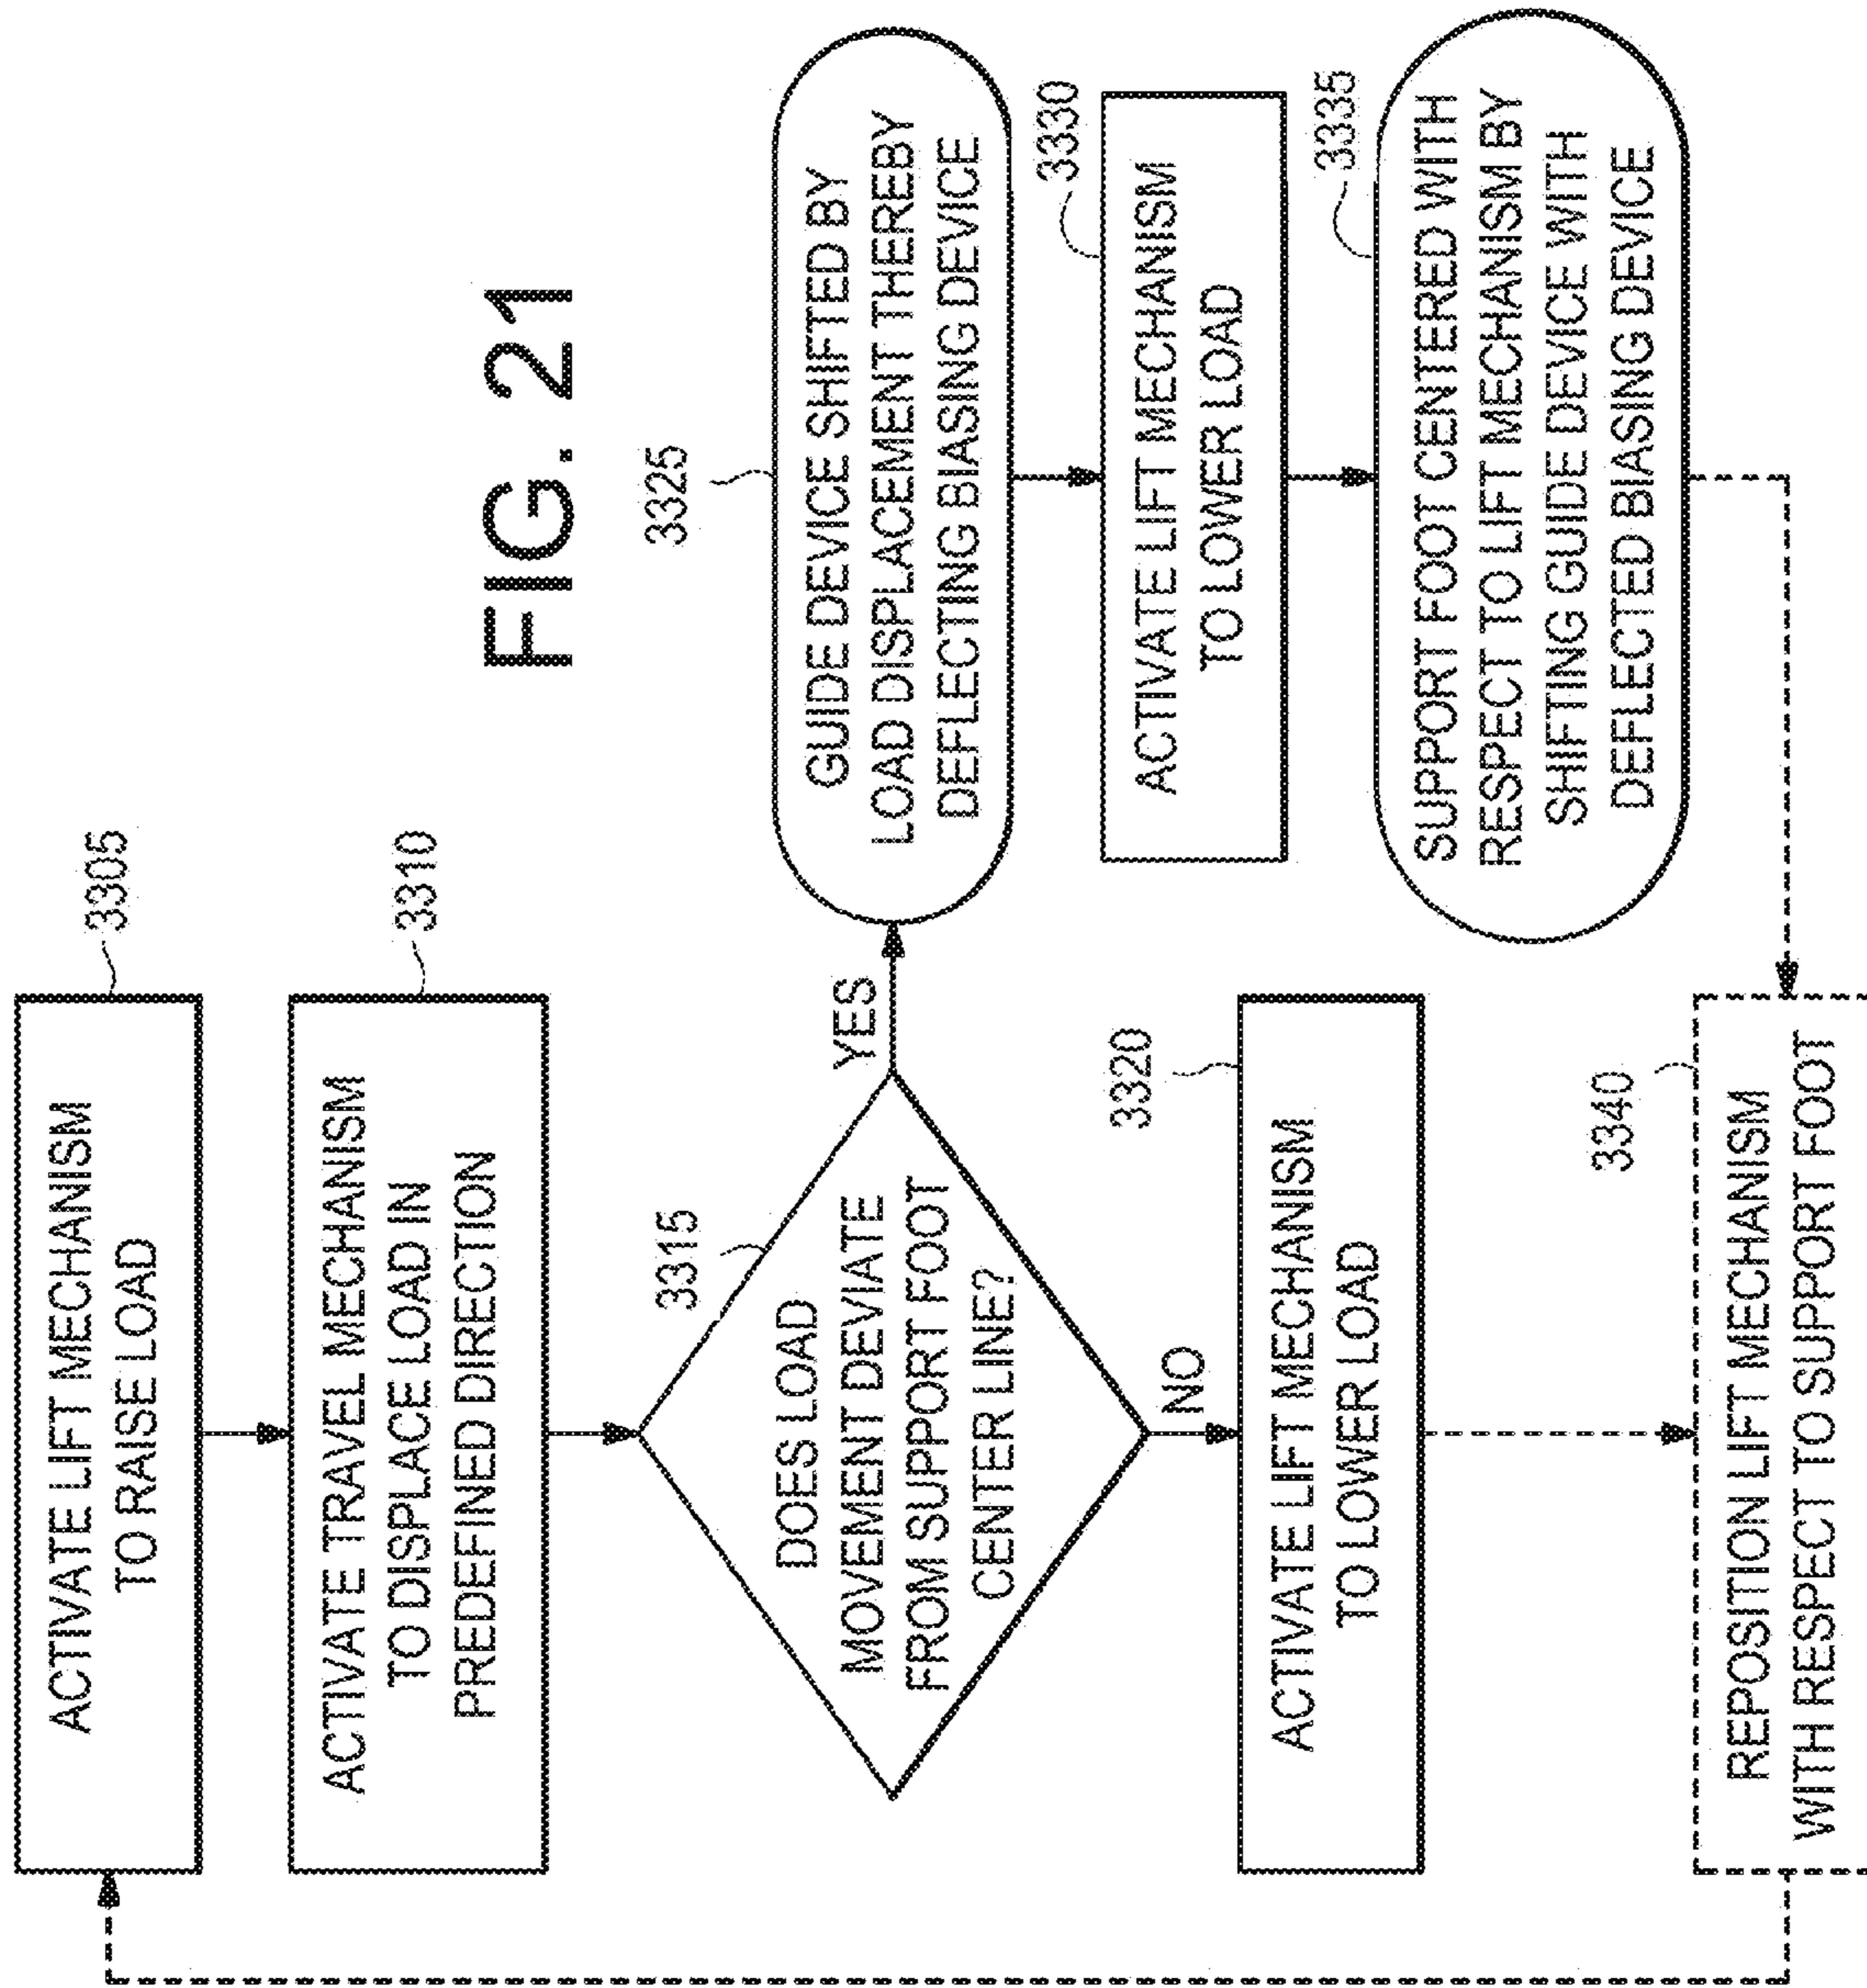 FIG. 21
ACTIVATE LIFT MECHANISM
TO RAISE LOAD
3305
ACTIVATE TRAVEL MECHANISM
TO DISPLACE LOAD IN
PREDEFINED DIRECTION
3310
DOES LOAD
MOVEMENT DEVIATE
FROM SUPPORT FOOT
CENTER LINE?
3315
YES
NO
ACTIVATE LIFT MECHANISM
TO LOWER LOAD
3320
GUIDE DEVICE SHIFTED BY
LOAD DISPLACEMENT THEREBY
DEFLECTING BIASING DEVICE
3325
ACTIVATE LIFT MECHANISM
TO LOWER LOAD
3330
SUPPORT FOOT CENTERED WITH
RESPECT TO LIFT MECHANISM BY
SHIFTING GUIDE DEVICE WITH
DEFLECTED BIASING DEVICE
3335
REPOSITION LIFT MECHANISM
WITH RESPECT TO SUPPORT FOOT
3340